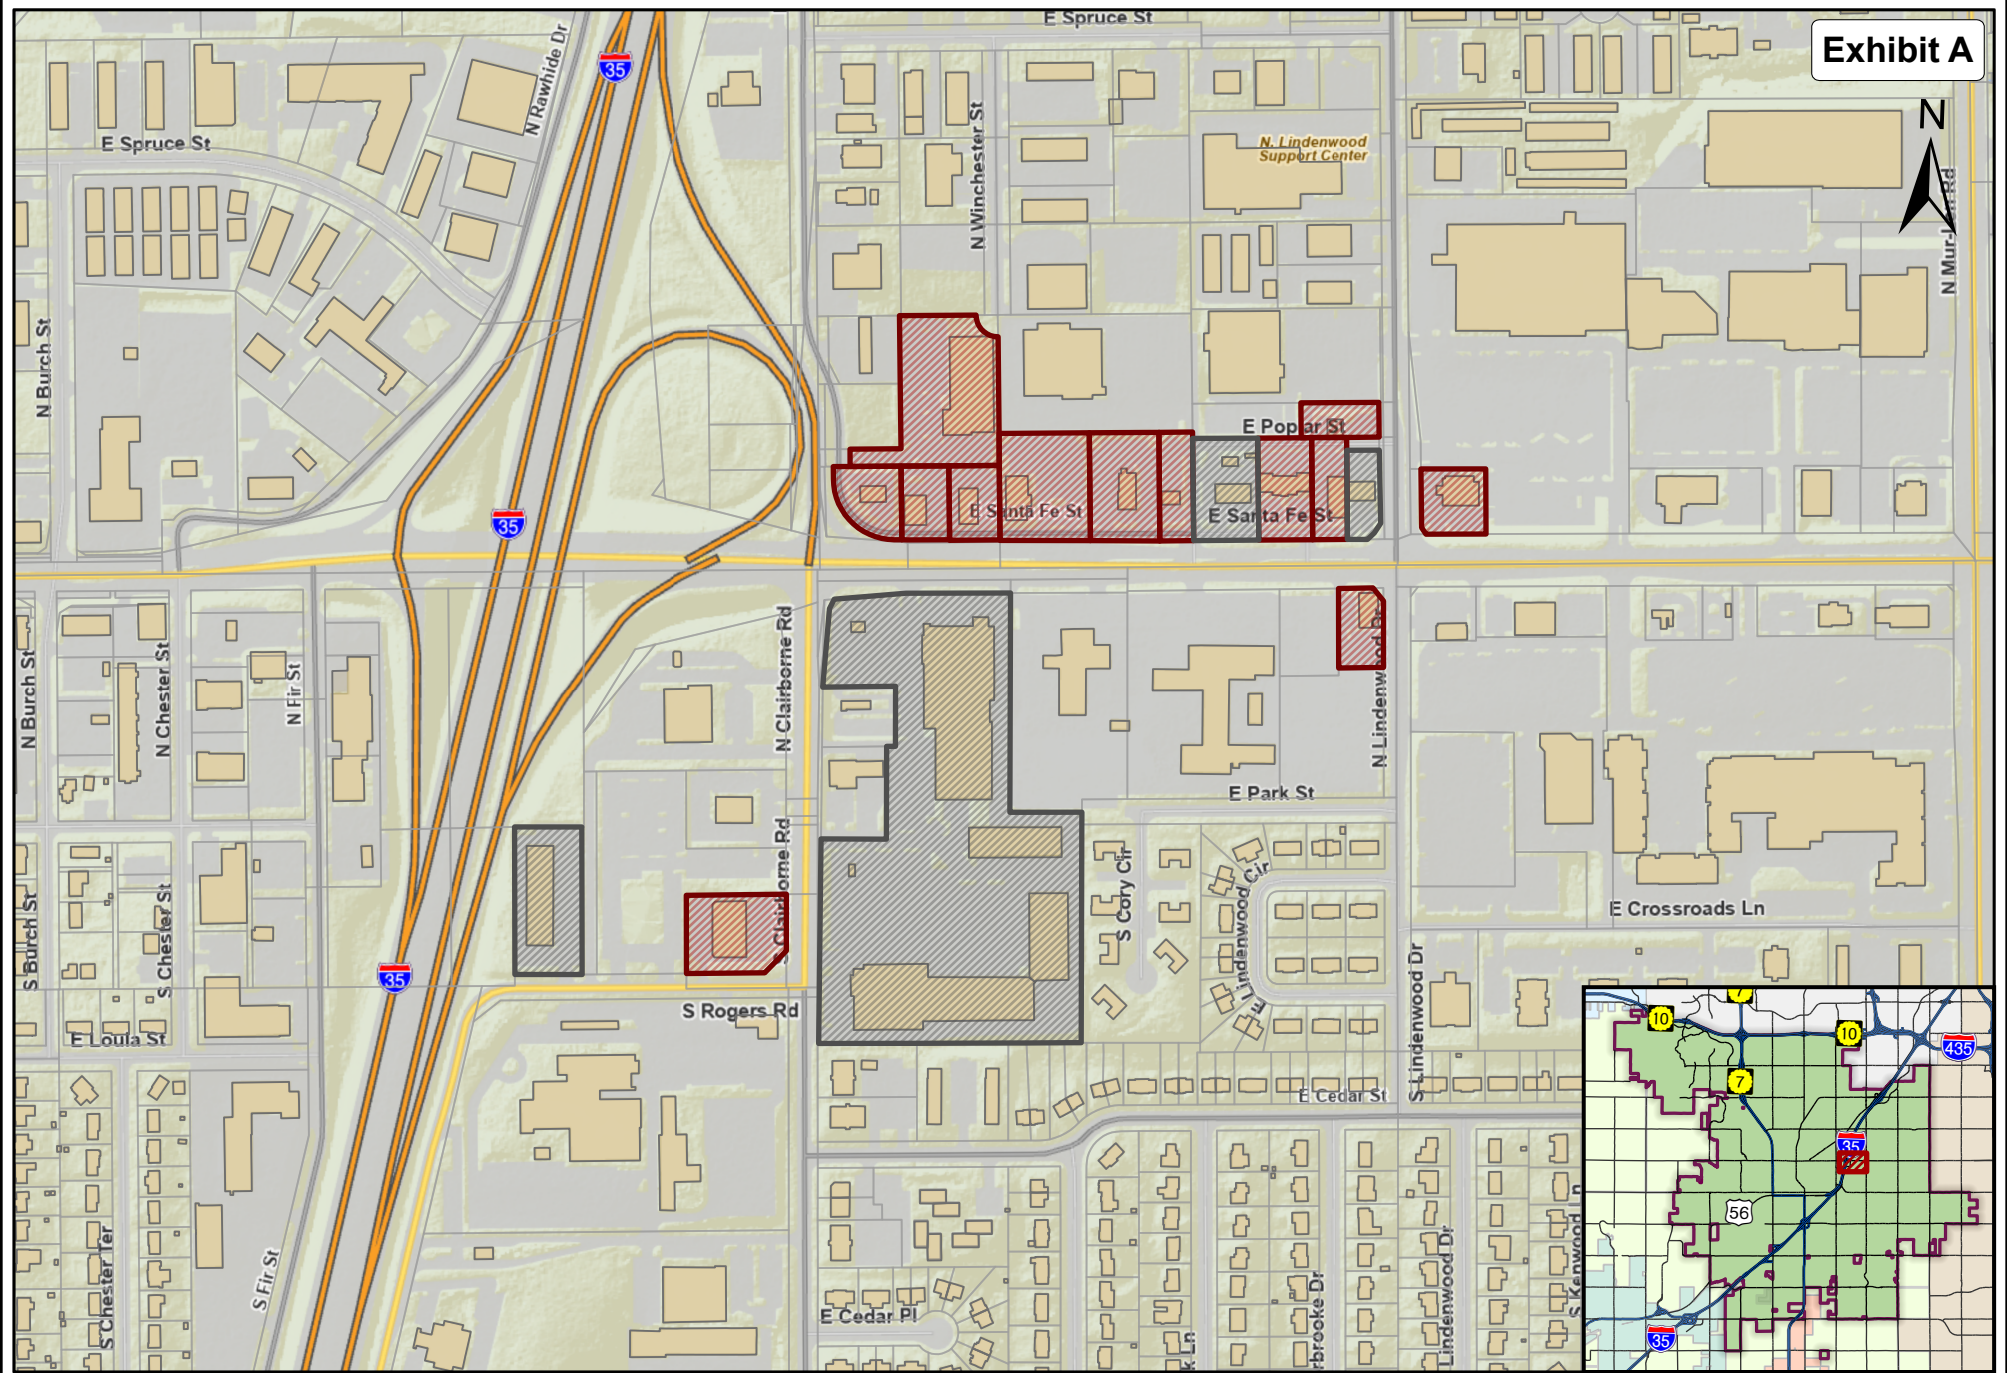 E Spruce St
Exhibit A
N Rawhide Dr
35
N
E Spruce St
N Winchester St
N. Lindenwood
Support Center
N Burch St
E Poplar St
35
E Santa Fe St
E Santa Fe St
N Burch St
N Chester St
N Fir St
N Clairborne Rd
N Lindenwood Dr
E Park St
S Burch St
S Chester St
S Cory Cir
E Lindenwood Cir
E Crossroads Ln
35
S Rogers Rd
E Loula St
S Lindenwood Dr
E Cedar St
7
10
10
435
7
35
56
35
S Chester Ter
S Fir St
E Cedar Pl
Lindenwood Dr